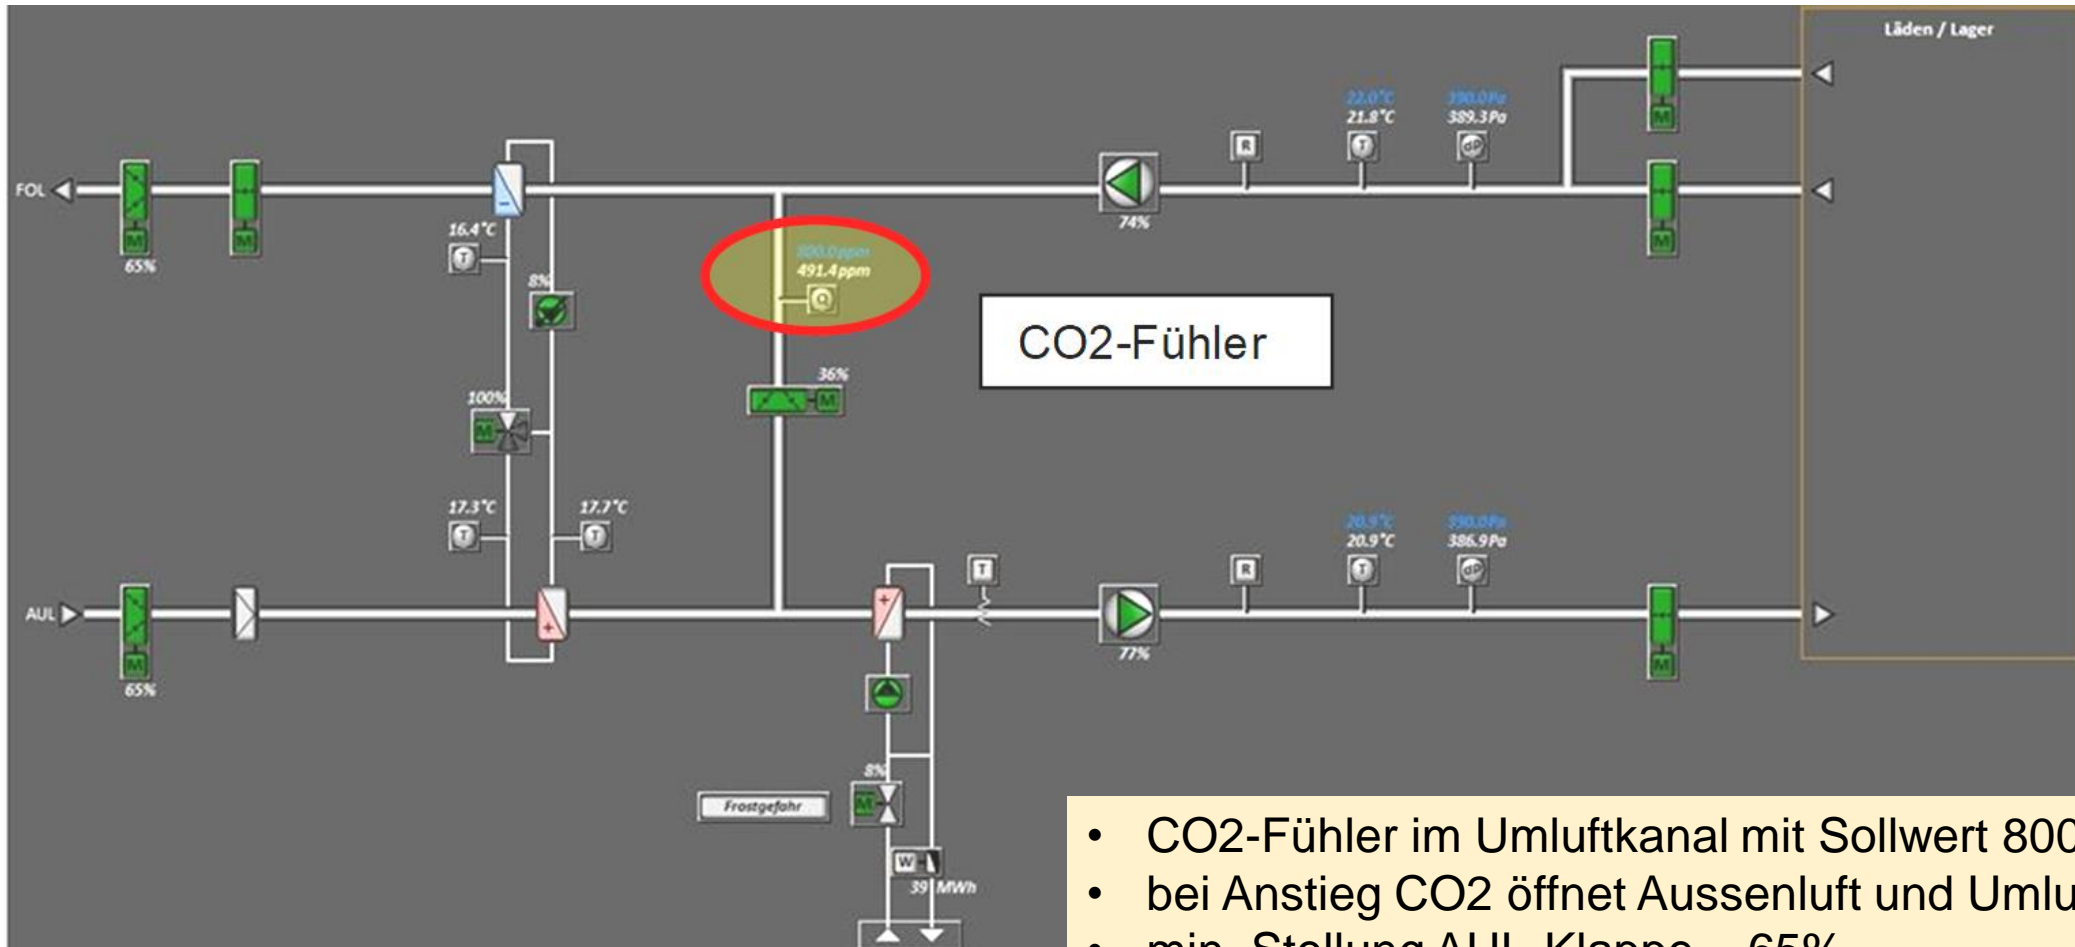 Läden / Lager
22.0°C
21.8°C
390.0Pa
389.3Pa
M
R
T
dP
FOL
M
65%
M
74%
M
16.4°C
T
8%
800.0ppm
491.4ppm
Q
CO2-Fühler
36%
M
100%
M
17.3°C
T
17.7°C
T
20.9°C
20.9°C
390.0Pa
386.9Pa
T
R
T
dP
AUL
M
65%
77%
M
8%
Frostgefahr
M
W
39 MWh
• CO2-Fühler im Umluftkanal mit Sollwert 800
• bei Anstieg CO2 öffnet Aussenluft und Umlu